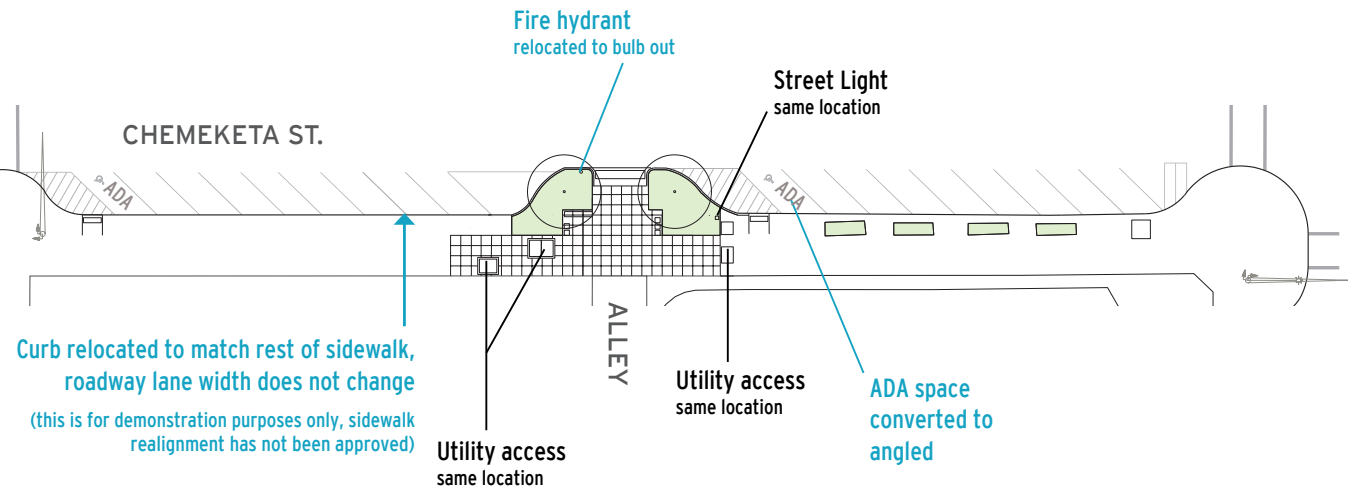 Fire hydrant
relocated to bulb out
Street Light
same location
CHEMEKETA ST.
ADA
ADA
ALLEY
Curb relocated to match rest of sidewalk,
roadway lane width does not change
(this is for demonstration purposes only, sidewalk
realignment has not been approved)
Utility access
same location
Utility access
same location
ADA space
converted to
angled